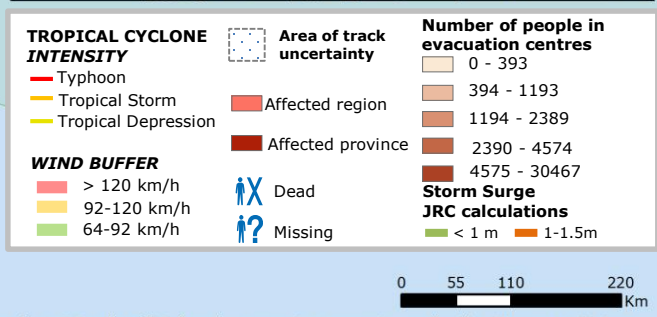 TROPICAL CYCLONE
INTENSITY
Typhoon
Tropical Storm
Tropical Depression
WIND BUFFER
> 120 km/h
92-120 km/h
64-92 km/h
Area of track
uncertainty
Affected region
Affected province
Dead
Missing
Number of people in
evacuation centres
0 - 393
394 - 1193
1194 - 2389
2390 - 4574
4575 - 30467
Storm Surge
JRC calculations
< 1 m
1-1.5m
0 55 110 220
Km